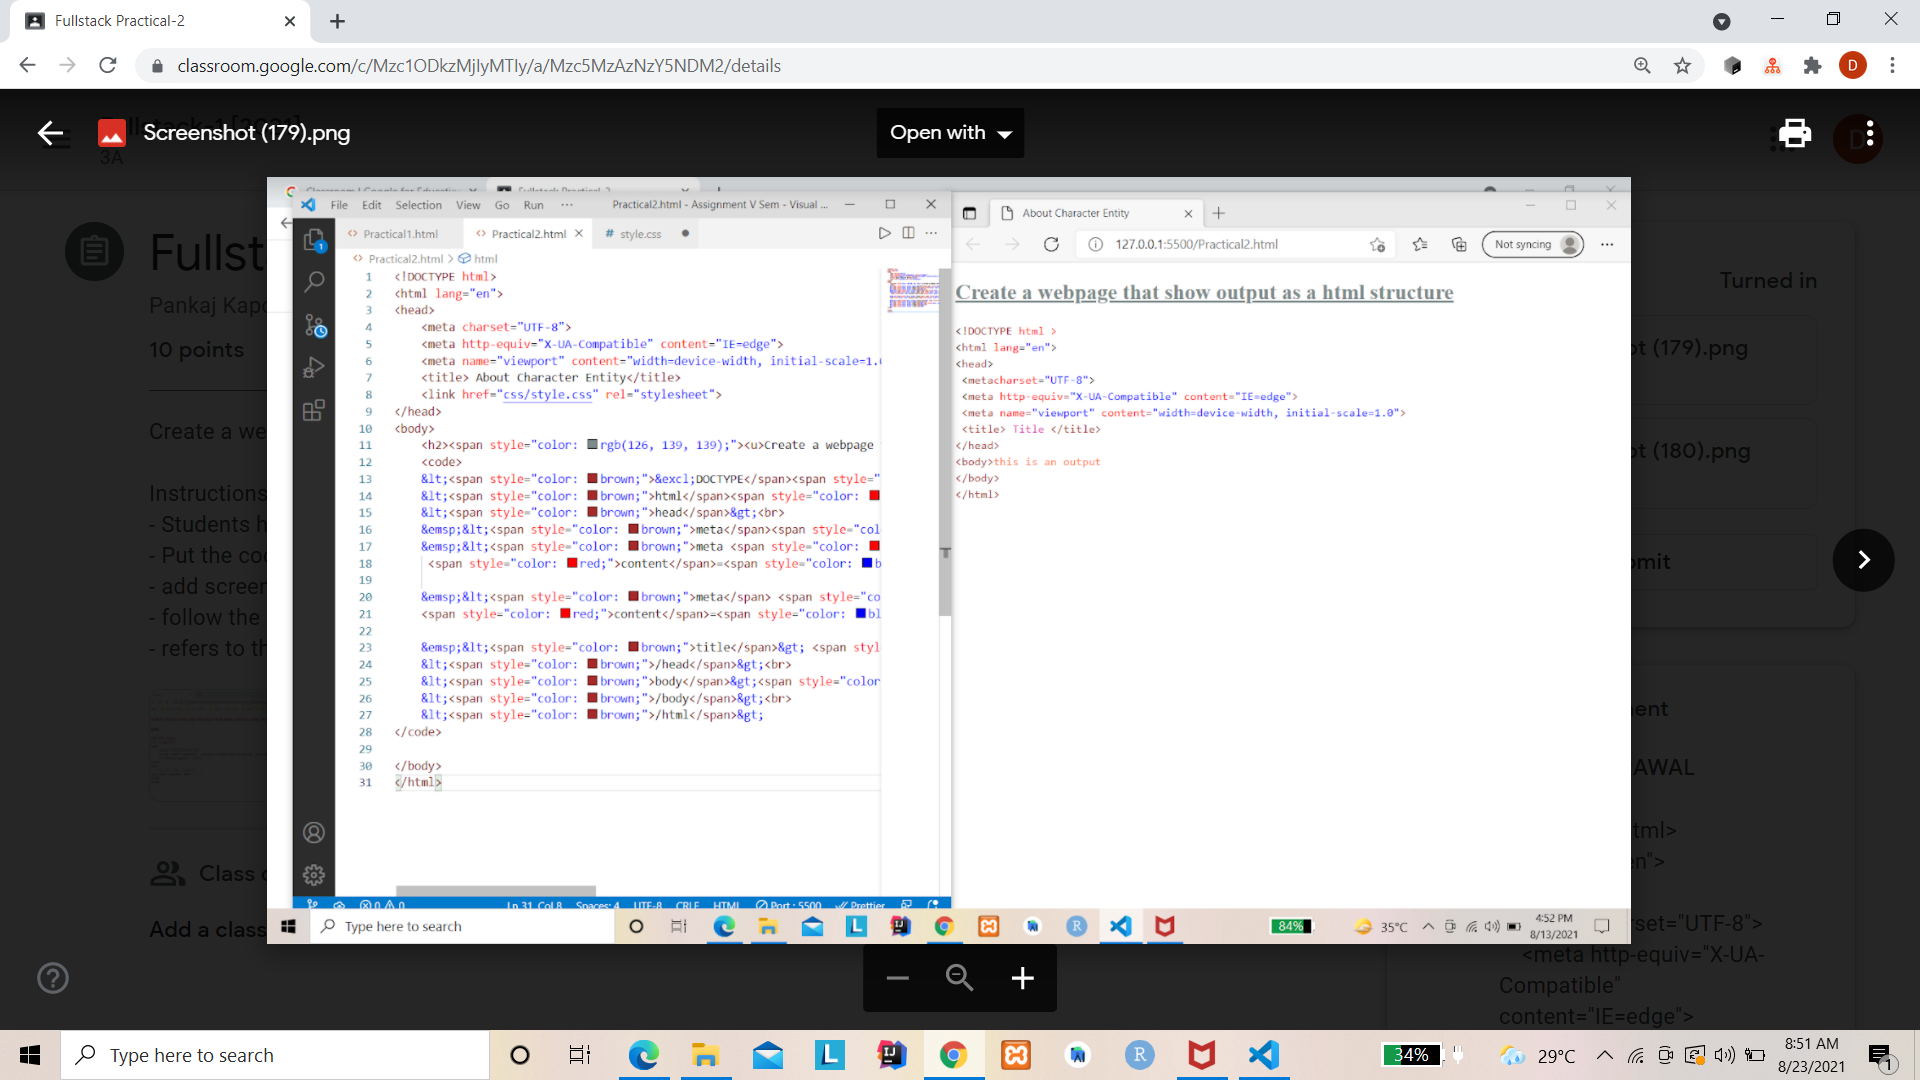 Fullstack Practical-2
classroom.google.com/c/Mzc1ODkzMjIyMTIy/a/Mzc5MzAzNzY5NDM2/details
D
Screenshot (179).png
Open with
3A
Fullst
Pankaj Kap
10 points
Create a we
Instructions
- Students h
- Put the co
- add screen
- follow the
- refers to th
Class c
Add a class
Turned in
ot (179).png
ot (180).png
mit
ent
AWAL
tml>
en">
rset="UTF-8">
<meta http-equiv="X-UA-
Compatible"
content="IE=edge">
File Edit Selection View Go Run ··· Practical2.html - Assignment V Sem - Visual ...
Practical1.html
Practical2.html
# style.css
Practical2.html > html
1 <!DOCTYPE html>
2 <html lang="en">
3 <head>
4 <meta charset="UTF-8">
5 <meta http-equiv="X-UA-Compatible" content="IE=edge">
6 <meta name="viewport" content="width=device-width, initial-scale=1.0
7 <title> About Character Entity</title>
8 <link href="css/style.css" rel="stylesheet">
9 </head>
10 <body>
11 <h2><span style="color: rgb(126, 139, 139);"><u>Create a webpage
12 <code>
13 &lt;<span style="color: brown;">&excl;DOCTYPE</span><span style="
14 &lt;<span style="color: brown;">html</span><span style="color:
15 &lt;<span style="color: brown;">head</span>&gt;<br>
16 &emsp;&lt;<span style="color: brown;">meta</span><span style="col
17 &emsp;&lt;<span style="color: brown;">meta <span style="color:
18 <span style="color: red;">content</span>=<span style="color: b
19
20 &emsp;&lt;<span style="color: brown;">meta</span> <span style="co
21 <span style="color: red;">content</span>=<span style="color: bl
22
23 &emsp;&lt;<span style="color: brown;">title</span>&gt; <span styl
24 &lt;<span style="color: brown;">/head</span>&gt;<br>
25 &lt;<span style="color: brown;">body</span>&gt;<span style="color
26 &lt;<span style="color: brown;">/body</span>&gt;<br>
27 &lt;<span style="color: brown;">/html</span>&gt;
28 </code>
29
30 </body>
31 </html>
Ln 31, Col 8 Spaces: 4 UTF-8 CRLF HTML Port : 5500 Prettier
About Character Entity
127.0.0.1:5500/Practical2.html
Not syncing
Create a webpage that show output as a html structure
<!DOCTYPE html >
<html lang="en">
<head>
<metacharset="UTF-8">
<meta http-equiv="X-UA-Compatible" content="IE=edge">
<meta name="viewport" content="width=device-width, initial-scale=1.0">
<title> Title </title>
</head>
<body>this is an output
</body>
</html>
Type here to search
84%
35°C
4:52 PM
8/13/2021
Type here to search
34%
29°C
8:51 AM
8/23/2021
1